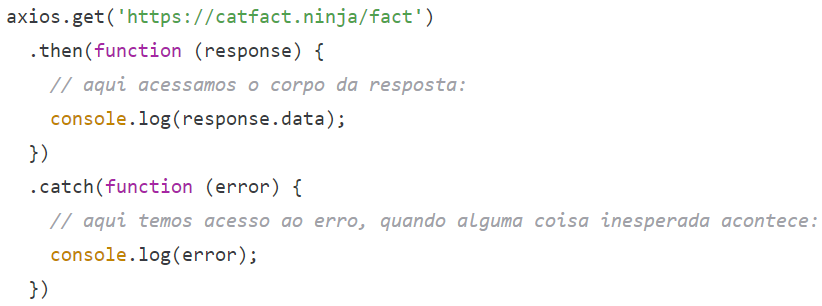 axios.get('https://catfact.ninja/fact')
  .then(function (response) {
    // aqui acessamos o corpo da resposta:
    console.log(response.data);
  })
  .catch(function (error) {
    // aqui temos acesso ao erro, quando alguma coisa inesperada acontece:
    console.log(error);
  })